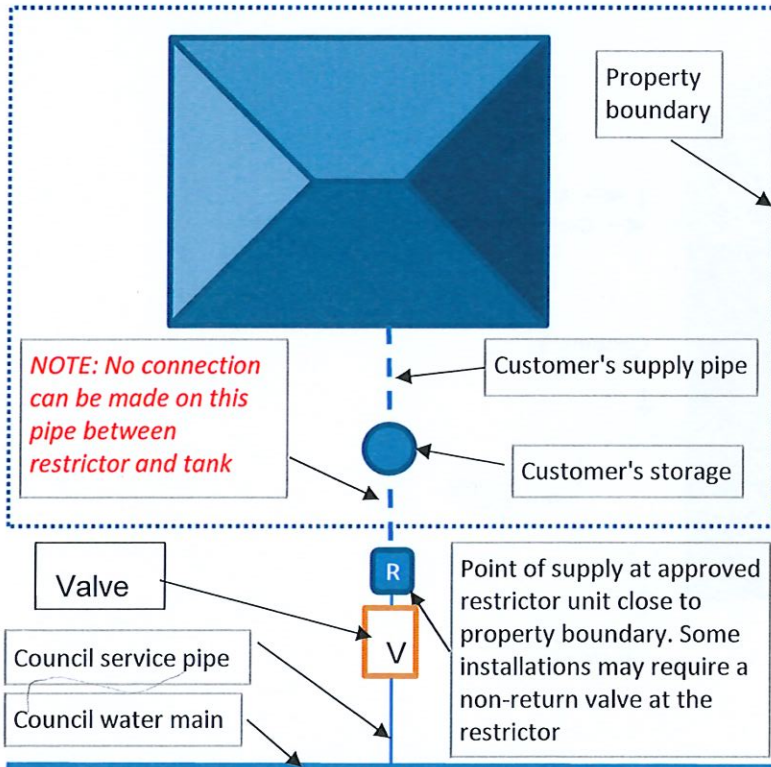 Property
boundary
NOTE: No connection
can be made on this
pipe between
restrictor and tank
Customer's supply pipe
Customer's storage
Valve
R
V
Point of supply at approved
restrictor unit close to
property boundary. Some
installations may require a
non-return valve at the
restrictor
Council service pipe
Council water main